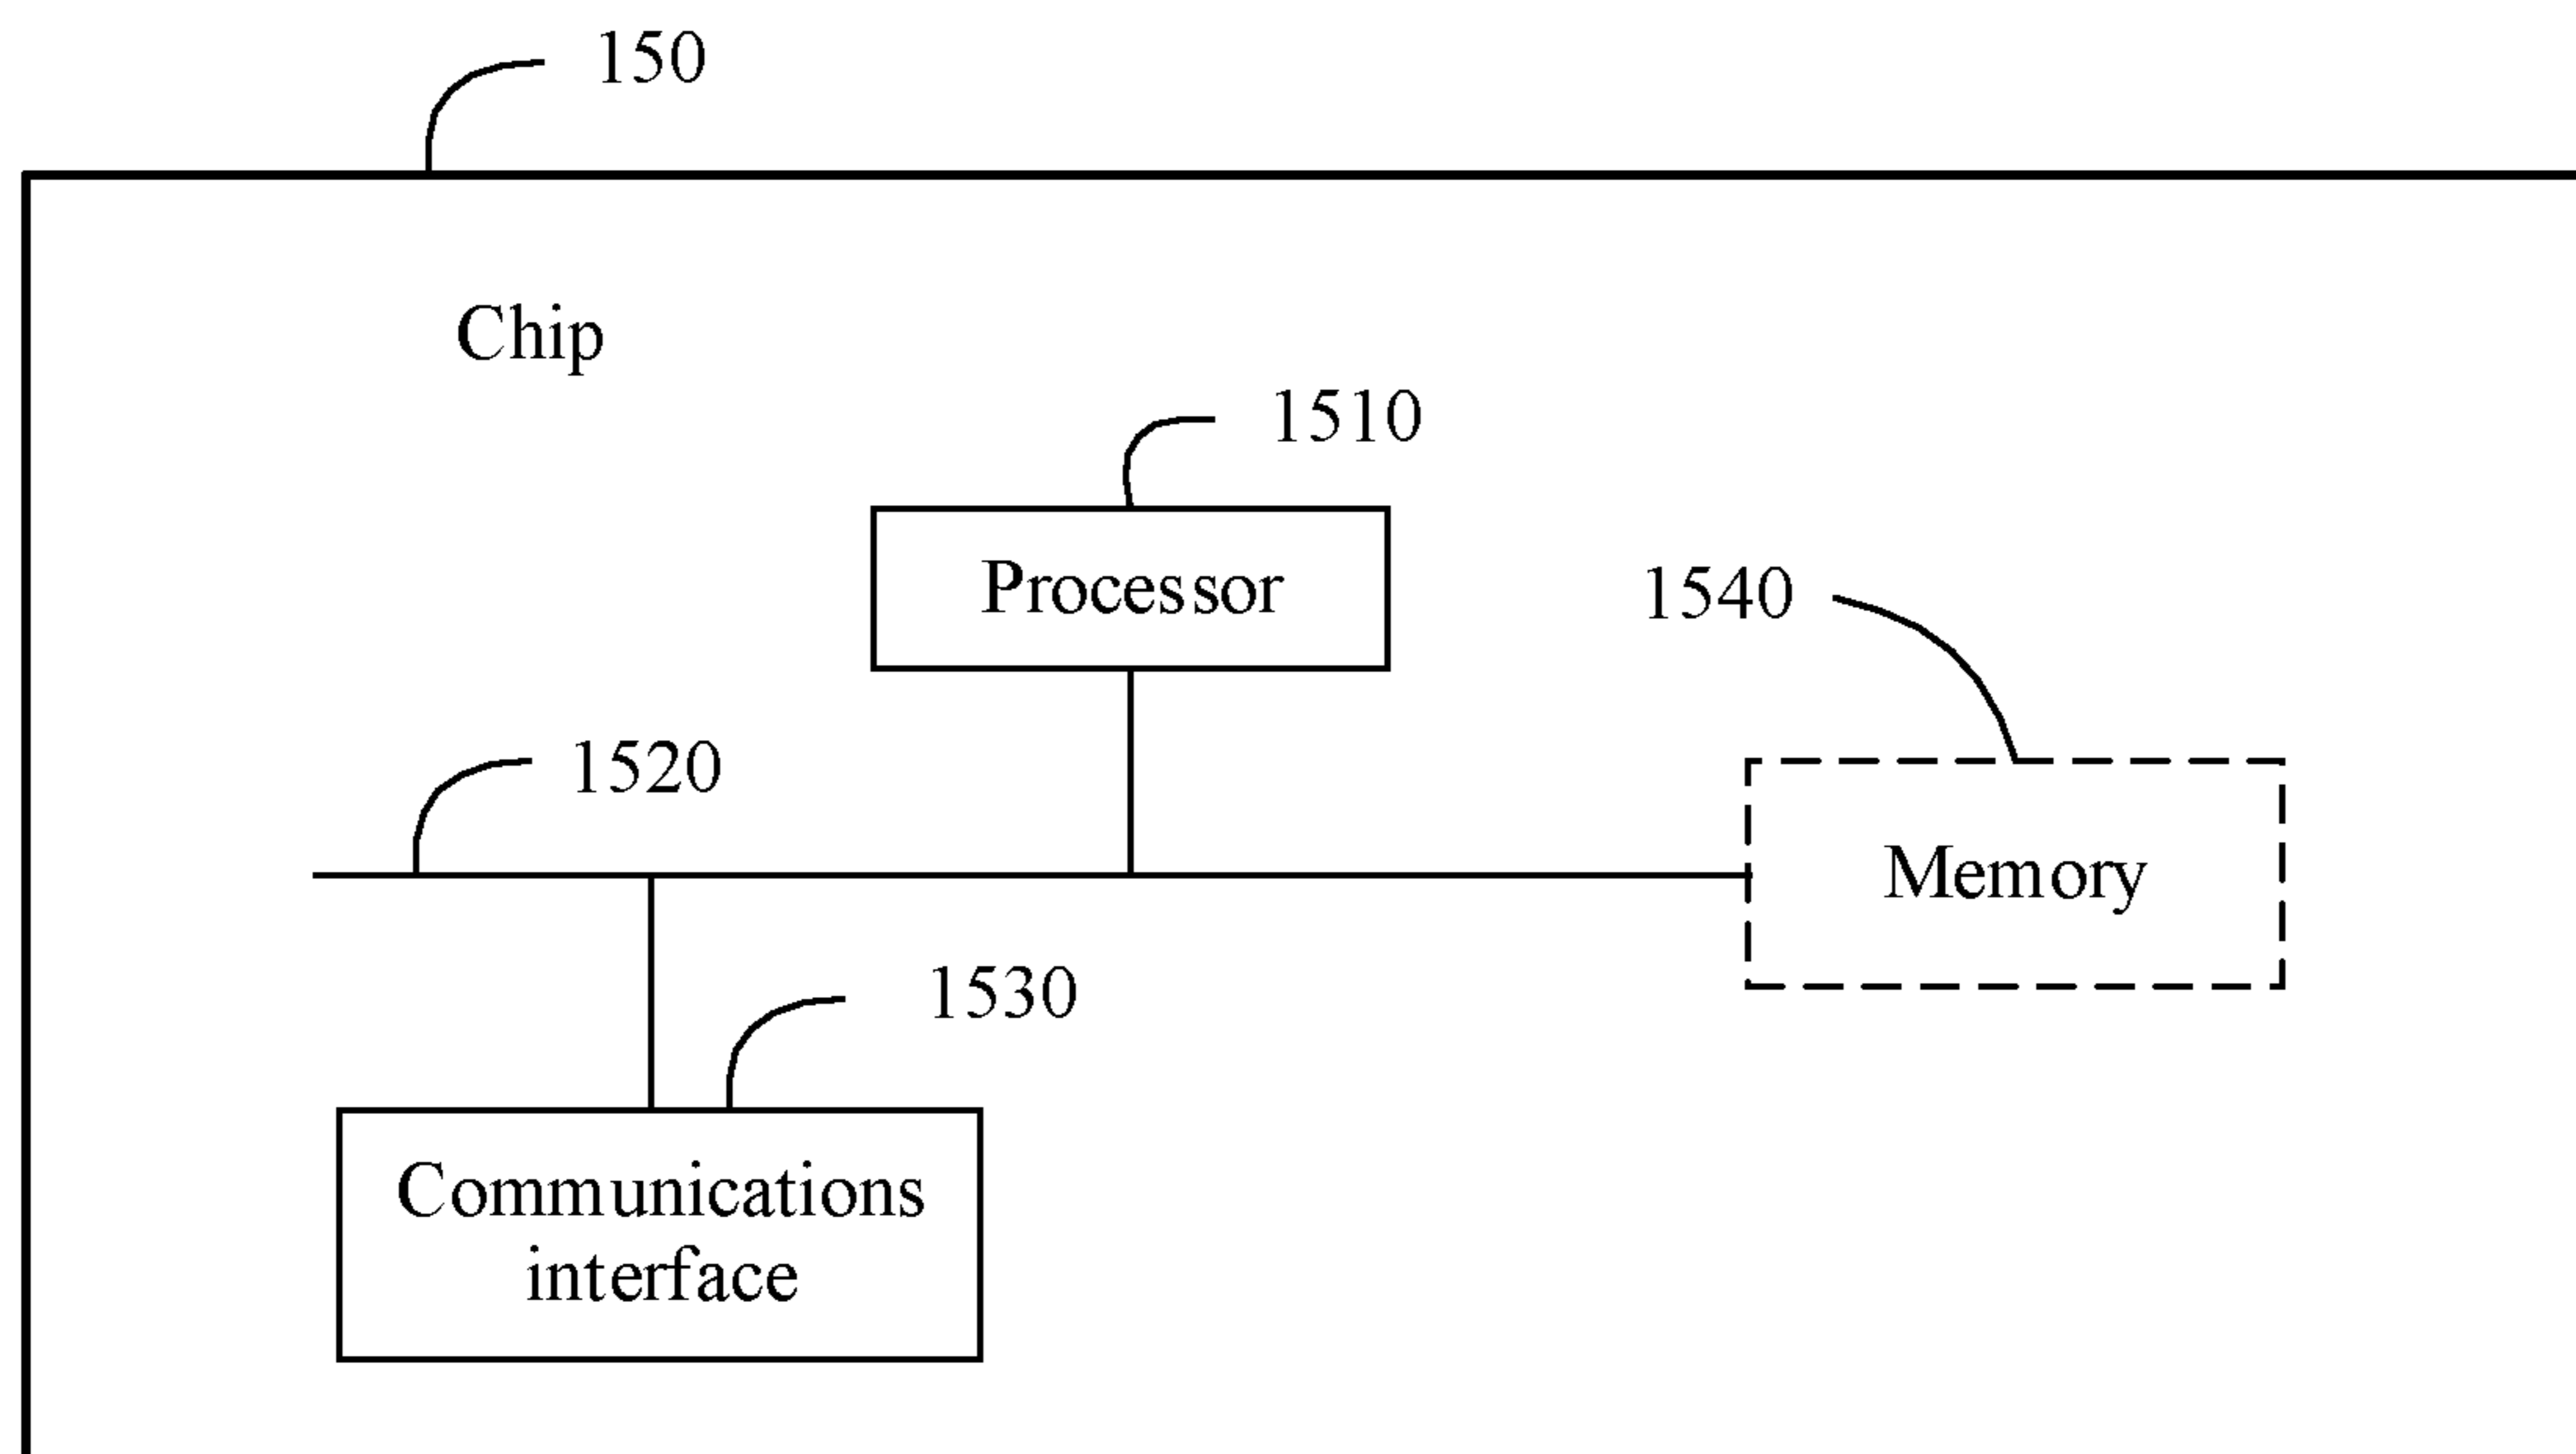 150
Chip
1510
Processor
1540
1520
Memory
1530
Communications
interface